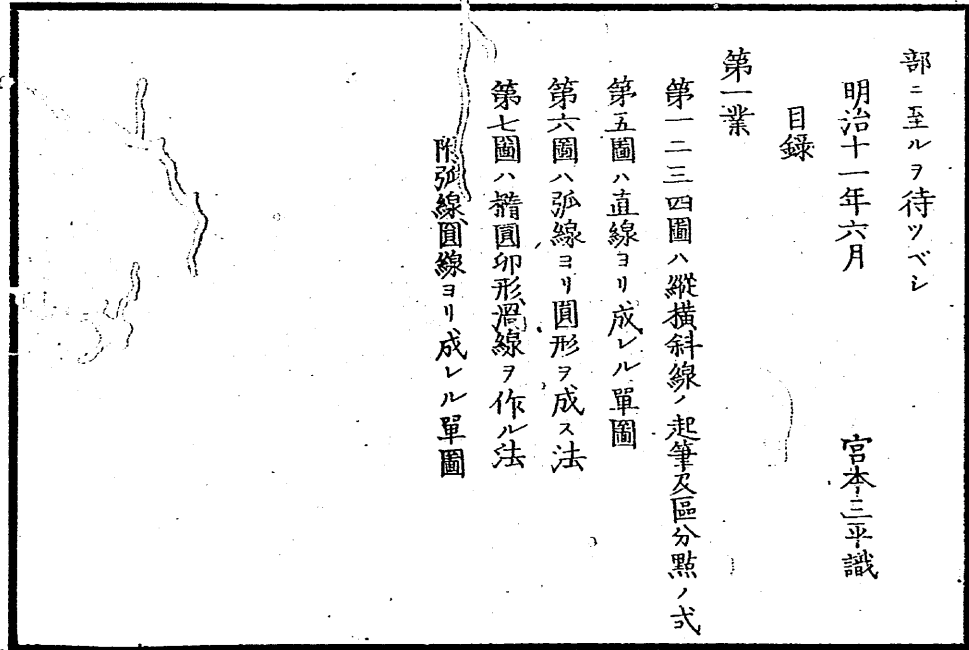 部ニ至ルヲ待ツベシ
明治十一年六月　宮本三平識
目錄
第一業
第一二三四圖ハ縱橫斜線ノ起筆及區分點ノ式
第五圖ハ直線ヨリ成レル單圖
第六圖ハ弧線ヨリ圓形ヲ成ス法
第七圖ハ橢圓卵形渦線ヲ作ル法
附弧線圓線ヨリ成レル單圖